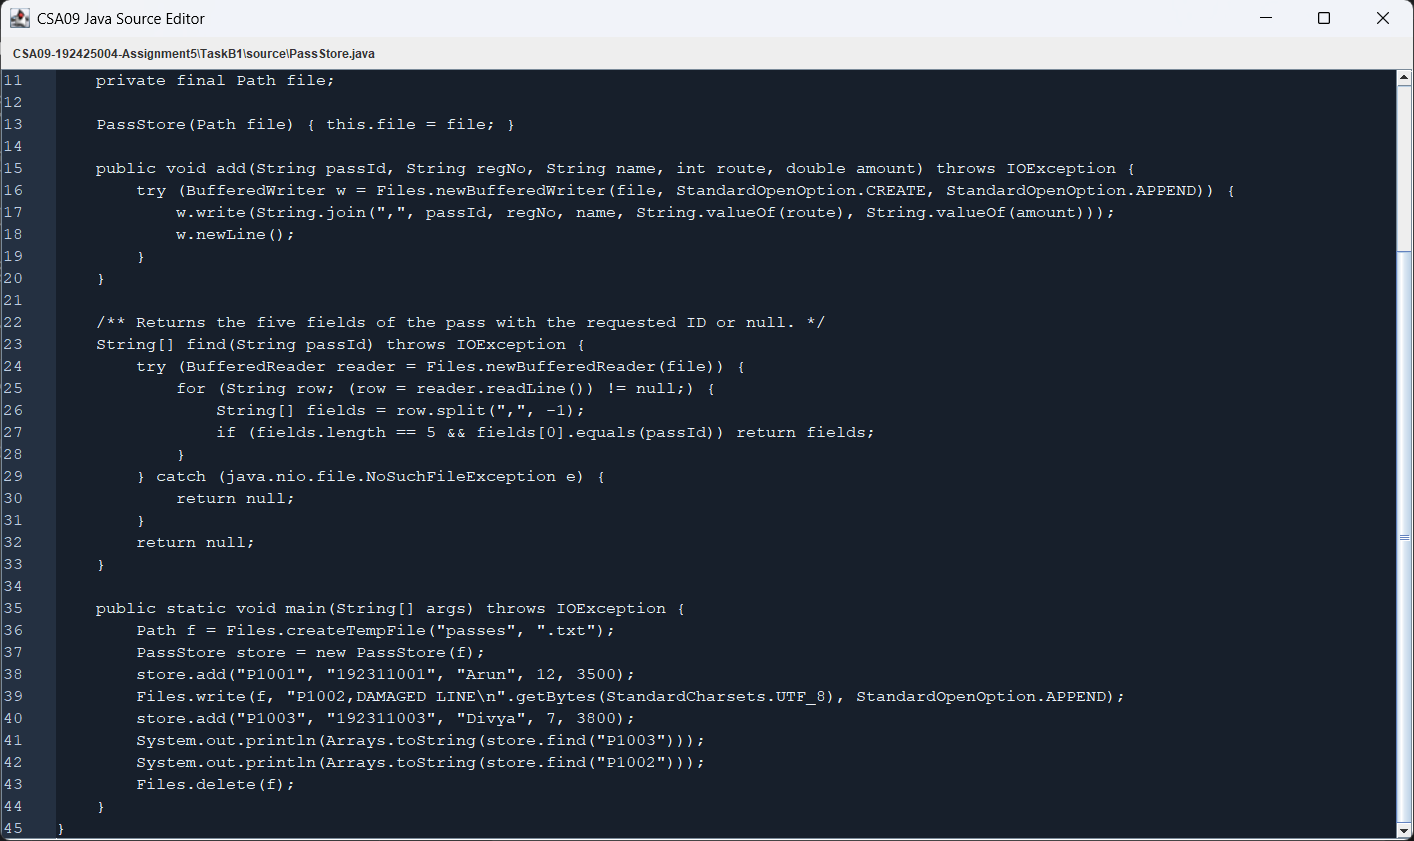 CSA09 Java Source Editor
CSA09-192425004-Assignment5\TaskB1\source\PassStore.java
11     private final Path file;
12
13     PassStore(Path file) { this.file = file; }
14
15     public void add(String passId, String regNo, String name, int route, double amount) throws IOException {
16         try (BufferedWriter w = Files.newBufferedWriter(file, StandardOpenOption.CREATE, StandardOpenOption.APPEND)) {
17             w.write(String.join(",", passId, regNo, name, String.valueOf(route), String.valueOf(amount)));
18             w.newLine();
19         }
20     }
21
22     /** Returns the five fields of the pass with the requested ID or null. */
23     String[] find(String passId) throws IOException {
24         try (BufferedReader reader = Files.newBufferedReader(file)) {
25             for (String row; (row = reader.readLine()) != null;) {
26                 String[] fields = row.split(",", -1);
27                 if (fields.length == 5 && fields[0].equals(passId)) return fields;
28             }
29         } catch (java.nio.file.NoSuchFileException e) {
30             return null;
31         }
32         return null;
33     }
34
35     public static void main(String[] args) throws IOException {
36         Path f = Files.createTempFile("passes", ".txt");
37         PassStore store = new PassStore(f);
38         store.add("P1001", "192311001", "Arun", 12, 3500);
39         Files.write(f, "P1002,DAMAGED LINE\n".getBytes(StandardCharsets.UTF_8), StandardOpenOption.APPEND);
40         store.add("P1003", "192311003", "Divya", 7, 3800);
41         System.out.println(Arrays.toString(store.find("P1003")));
42         System.out.println(Arrays.toString(store.find("P1002")));
43         Files.delete(f);
44     }
45 }